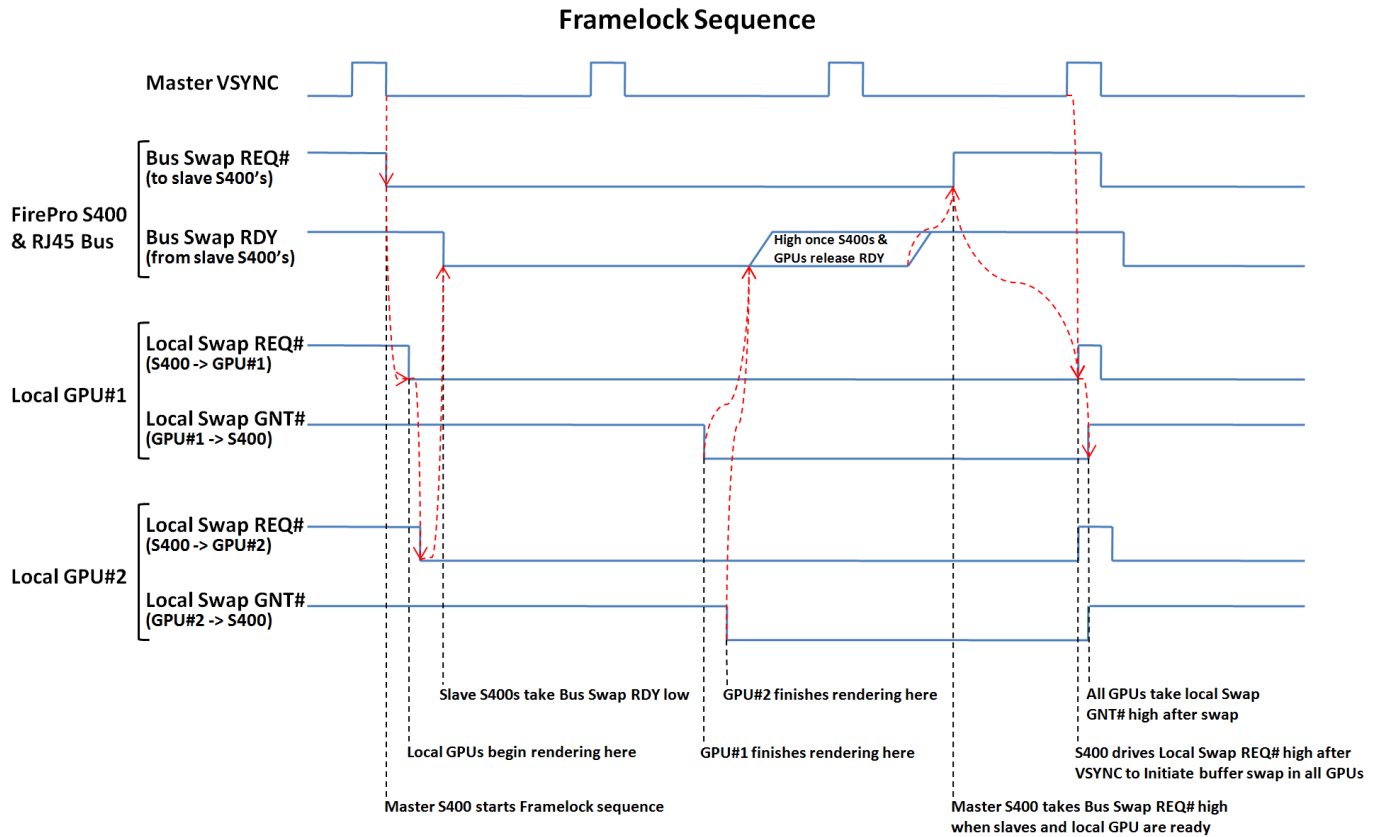 Framelock Sequence
Master VSYNC
Bus Swap REQ#
(to slave S400's)
FirePro S400
& RJ45 Bus
Bus Swap RDY
(from slave S400's)
High once S400s &
GPUs release RDY
Local Swap REQ#
(S400 -> GPU#1)
Local GPU#1
Local Swap GNT#
(GPU#1 -> S400)
Local Swap REQ#
(S400 -> GPU#2)
Local GPU#2
Local Swap GNT#
(GPU#2 -> S400)
Slave S400s take Bus Swap RDY low
GPU#2 finishes rendering here
All GPUs take local Swap
GNT# high after swap
Local GPUs begin rendering here
GPU#1 finishes rendering here
S400 drives Local Swap REQ# high after
VSYNC to Initiate buffer swap in all GPUs
Master S400 starts Framelock sequence
Master S400 takes Bus Swap REQ# high
when slaves and local GPU are ready